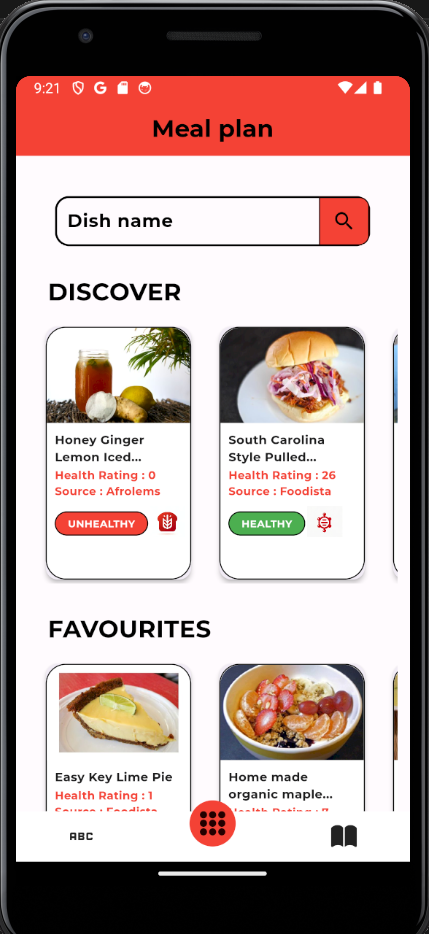 9:21
Meal plan
Dish name
DISCOVER
Honey Ginger
Lemon Iced...
Health Rating : 0
Source : Afrolems
UNHEALTHY
South Carolina
Style Pulled...
Health Rating : 26
Source : Foodista
HEALTHY
FAVOURITES
Easy Key Lime Pie
Health Rating : 1
Source : Foodista
Home made
organic maple...
Health Rating : 7
ABC